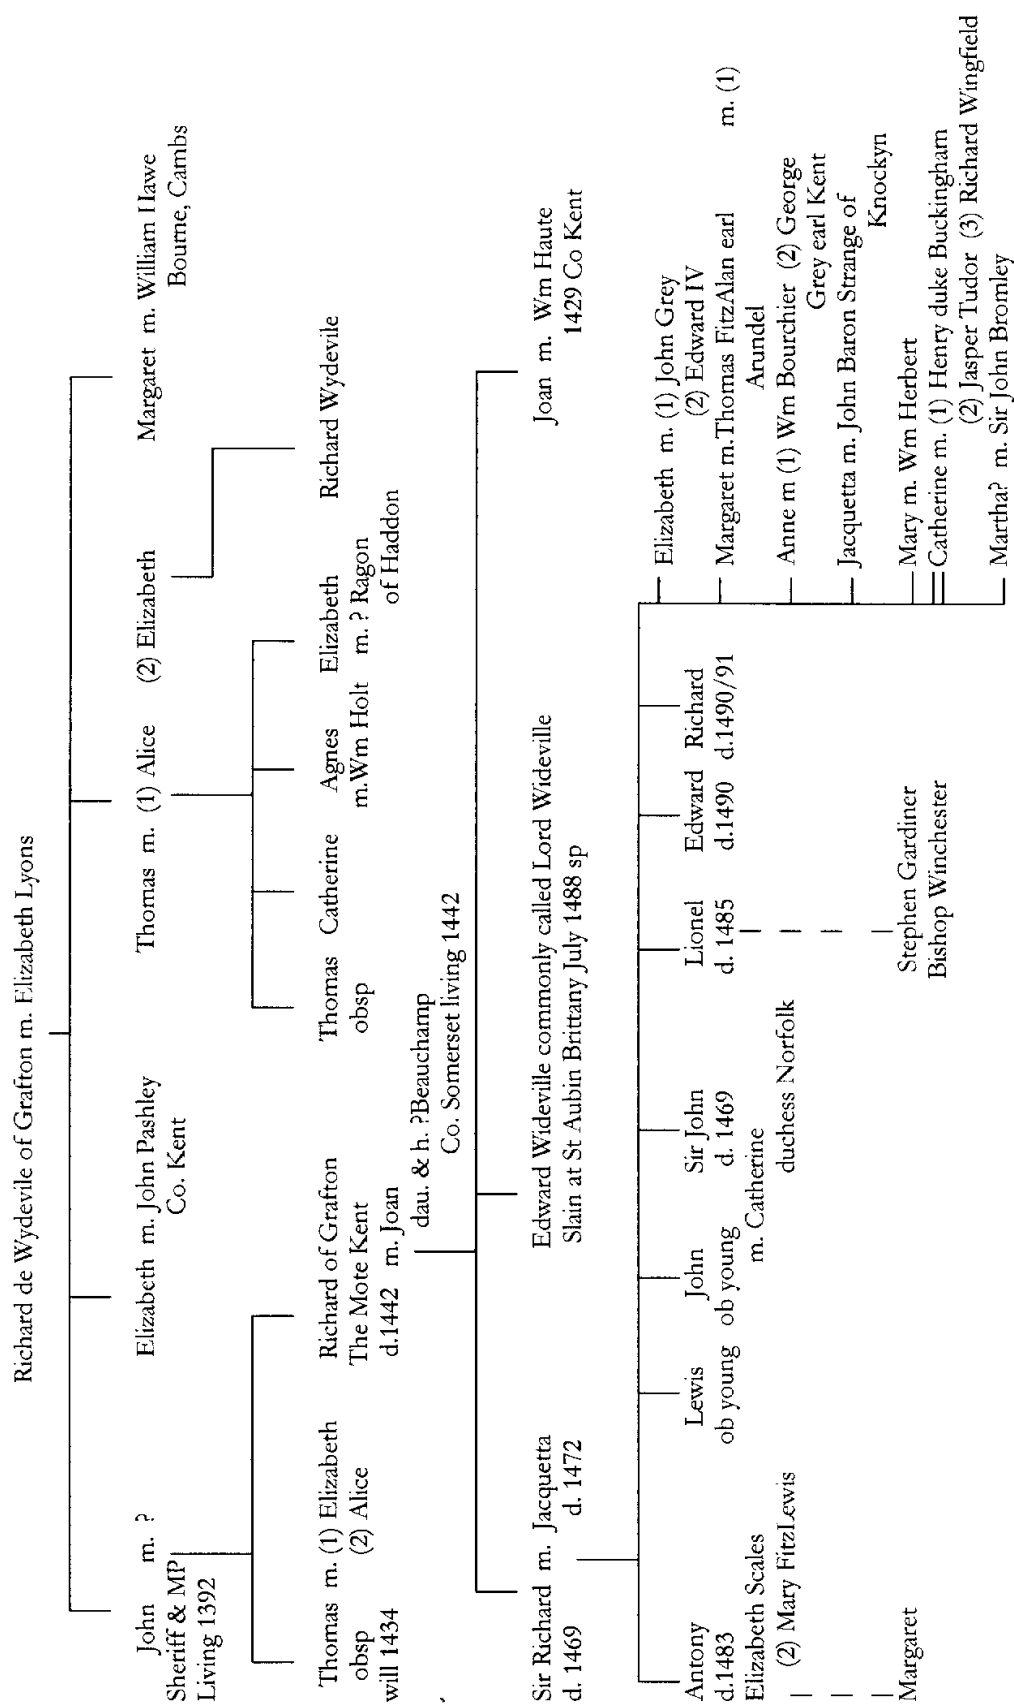 Richard de Wydevile of Grafton m. Elizabeth Lyons
John m. ?
Sheriff & MP
Living 1392
Elizabeth m. John Pashley
Co. Kent
Thomas m. (1) Alice (2) Elizabeth
Margaret m. William Hawe
Bourne, Cambs
Thomas m. (1) Elizabeth
obsp (2) Alice
will 1434
Richard of Grafton
The Mote Kent
d.1442 m. Joan
dau. & h. ?Beauchamp
Co. Somerset living 1442
Thomas
obsp
Catherine
Agnes
m.Wm Holt
Elizabeth
m. ? Ragon
of Haddon
Richard Wydevile
Sir Richard m. Jacquetta
d. 1469 d. 1472
Edward Wideville commonly called Lord Wideville
Slain at St Aubin Brittany July 1488 sp
Joan m. Wm Haute
1429 Co Kent
Antony
d.1483 m. (1)
Elizabeth Scales
(2) Mary FitzLewis
Margaret
Lewis
ob young
John
ob young
Sir John
d. 1469
m. Catherine
duchess Norfolk
Lionel
d. 1485
Stephen Gardiner
Bishop Winchester
Edward
d.1490
Richard
d.1490/91
Elizabeth m. (1) John Grey
(2) Edward IV
Margaret m.Thomas FitzAlan earl
Arundel
Anne m (1) Wm Bourchier (2) George
Grey earl Kent
Jacquetta m. John Baron Strange of
Knockyn
Mary m. Wm Herbert
Catherine m. (1) Henry duke Buckingham
(2) Jasper Tudor (3) Richard Wingfield
Martha? m. Sir John Bromley